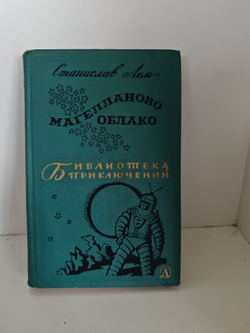 Станислав Лем
МАГЕЛЛАНОВО
ОБЛАКО
БИБЛИОТЕКА
ПРИКЛЮЧЕНИЙ